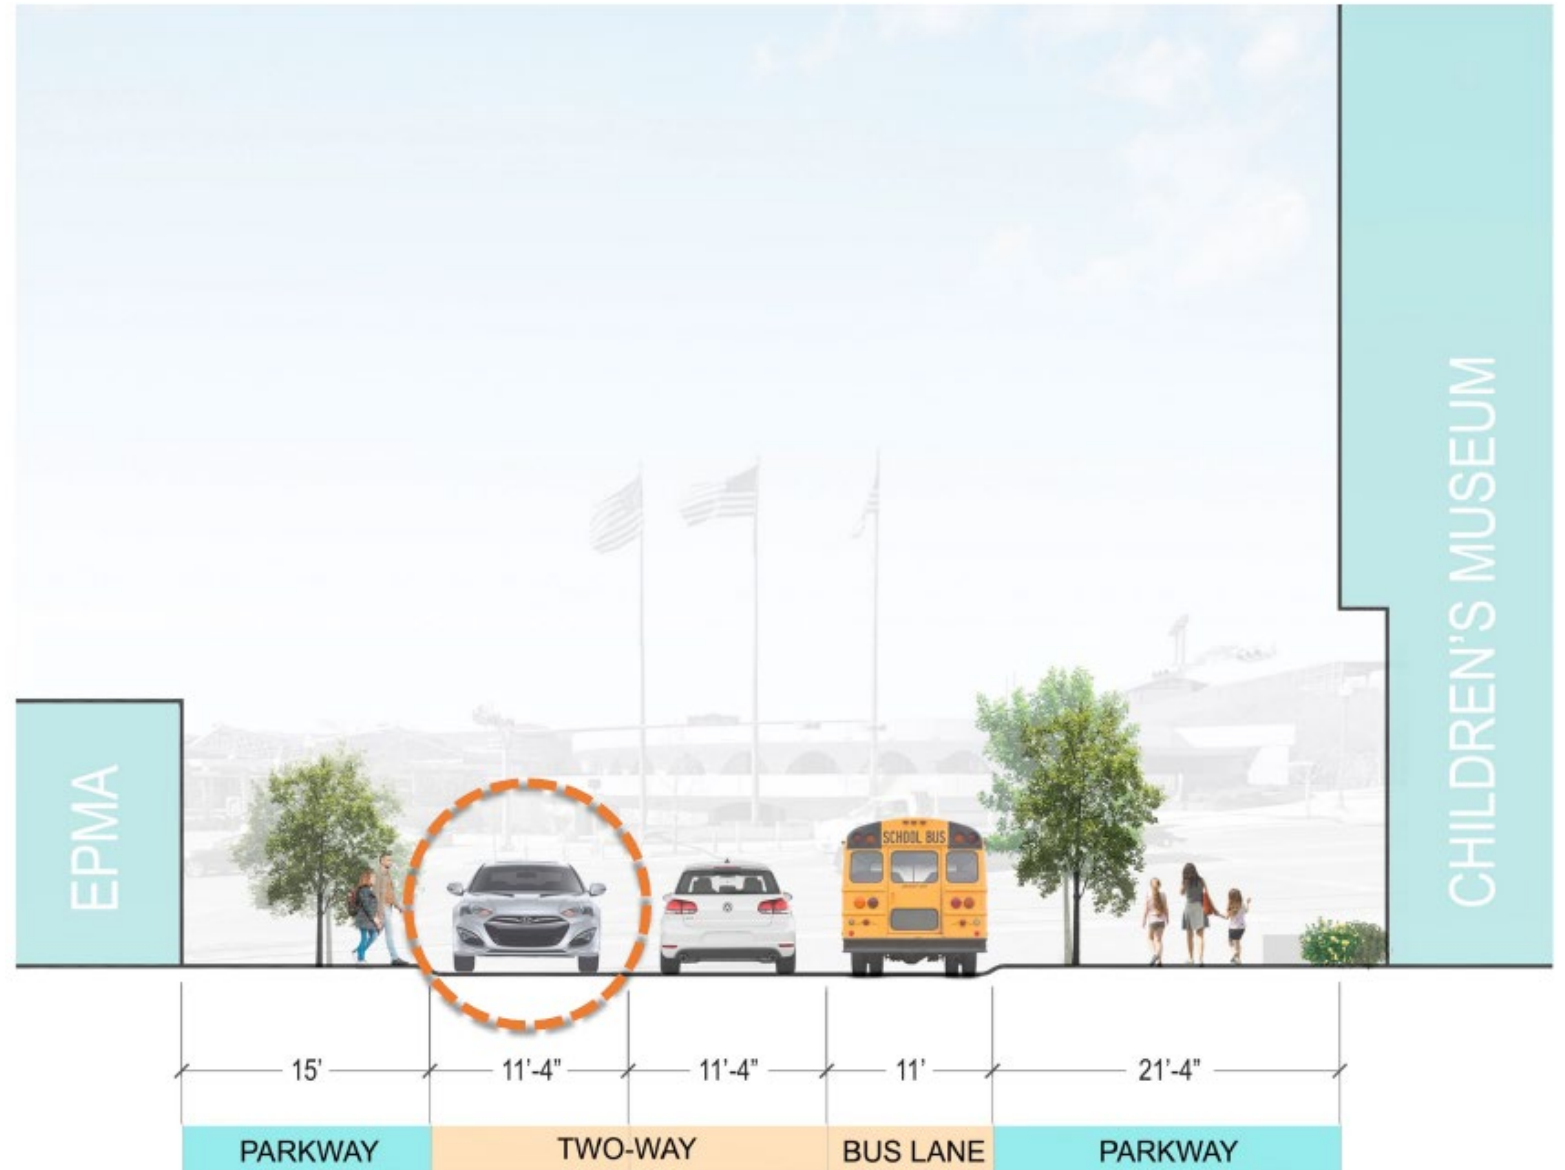 EPMA
CHILDREN'S MUSEUM
SCHOOL BUS
15'
11'-4"
11'-4"
11'
21'-4"
PARKWAY
TWO-WAY
BUS LANE
PARKWAY